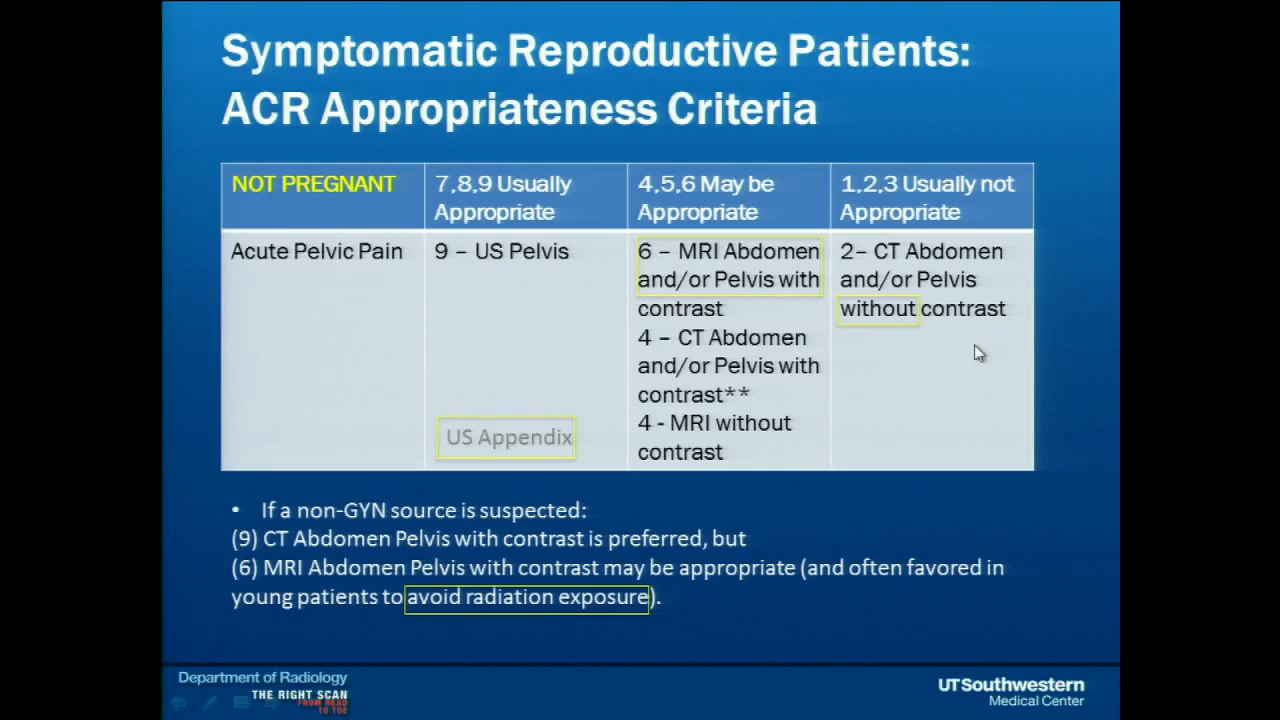 Symptomatic Reproductive Patients:
ACR Appropriateness Criteria
NOT PREGNANT
7,8,9 Usually
Appropriate
4,5,6 May be
Appropriate
1,2,3 Usually not
Appropriate
Acute Pelvic Pain
9 – US Pelvis
US Appendix
6 – MRI Abdomen
and/or Pelvis with
contrast
4 – CT Abdomen
and/or Pelvis with
contrast**
4 - MRI without
contrast
2– CT Abdomen
and/or Pelvis
without contrast
• If a non-GYN source is suspected:
(9) CT Abdomen Pelvis with contrast is preferred, but
(6) MRI Abdomen Pelvis with contrast may be appropriate (and often favored in
young patients to avoid radiation exposure).
Department of Radiology
THE RIGHT SCAN
FROM HEAD
TO TOE
UTSouthwestern
Medical Center